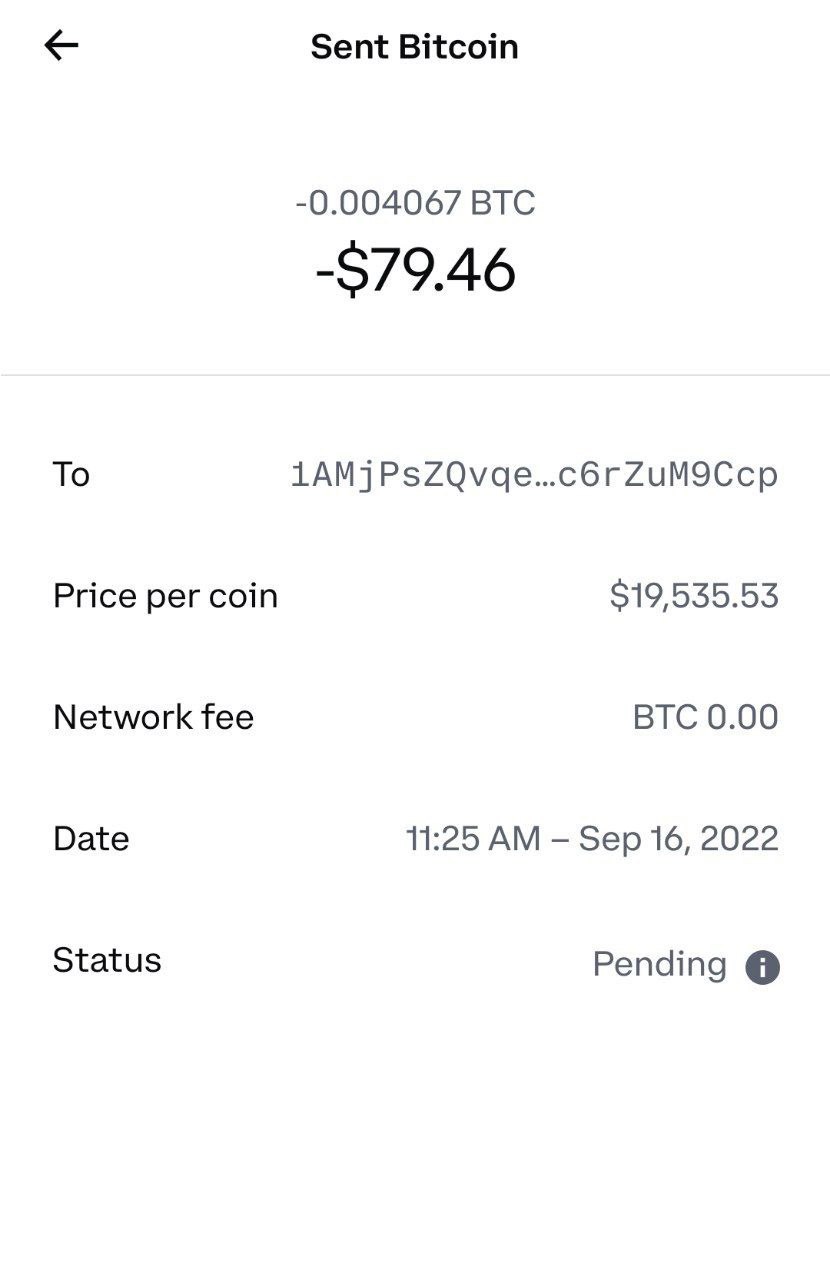 Sent Bitcoin
-0.004067 BTC
-$79.46
To 1AMjPsZQvqe…c6rZuM9Ccp
Price per coin $19,535.53
Network fee BTC 0.00
Date 11:25 AM – Sep 16, 2022
Status Pending